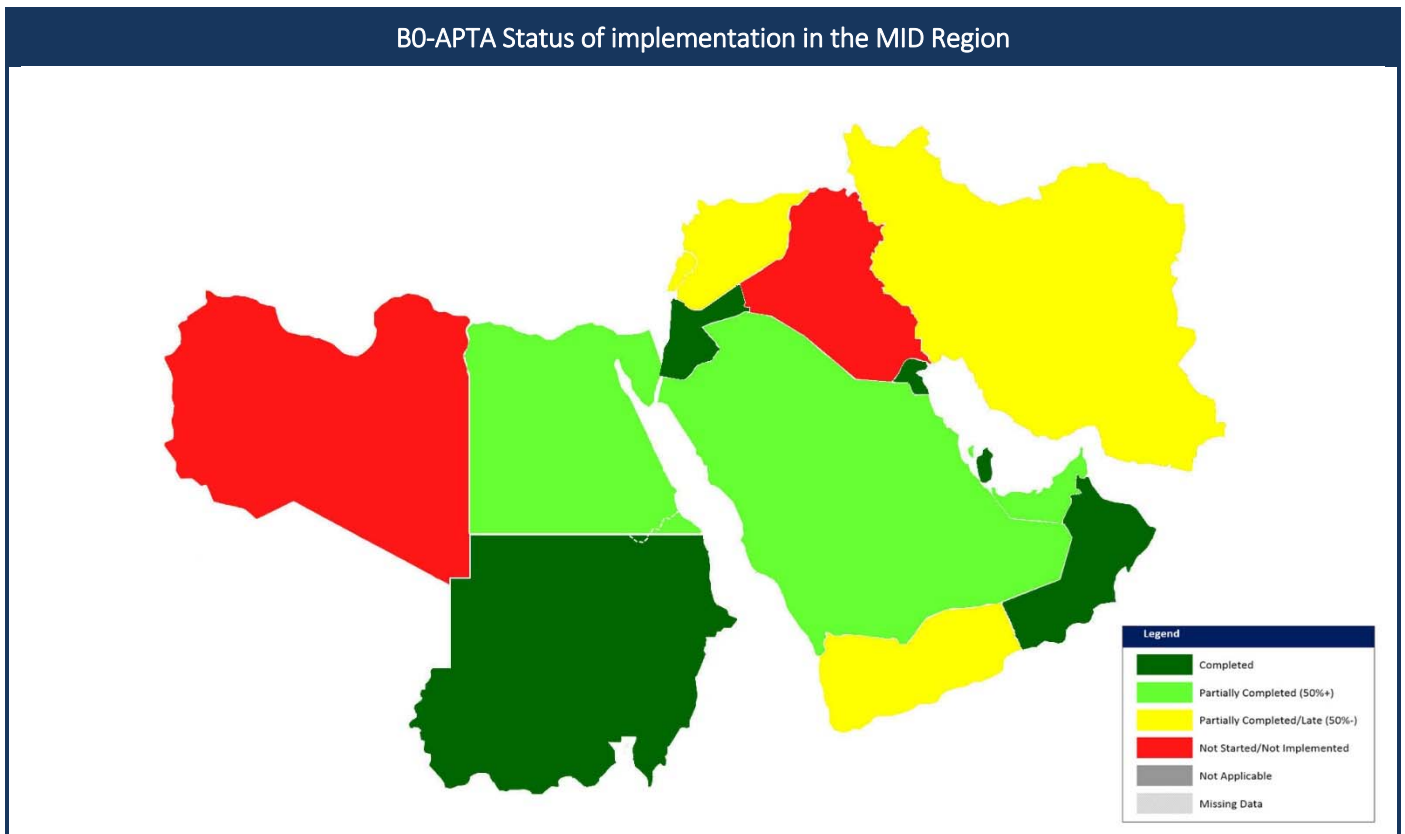 B0-APTA Status of implementation in the MID Region
Legend
Completed
Partially Completed (50%+)
Partially Completed/Late (50%-)
Not Started/Not Implemented
Not Applicable
Missing Data